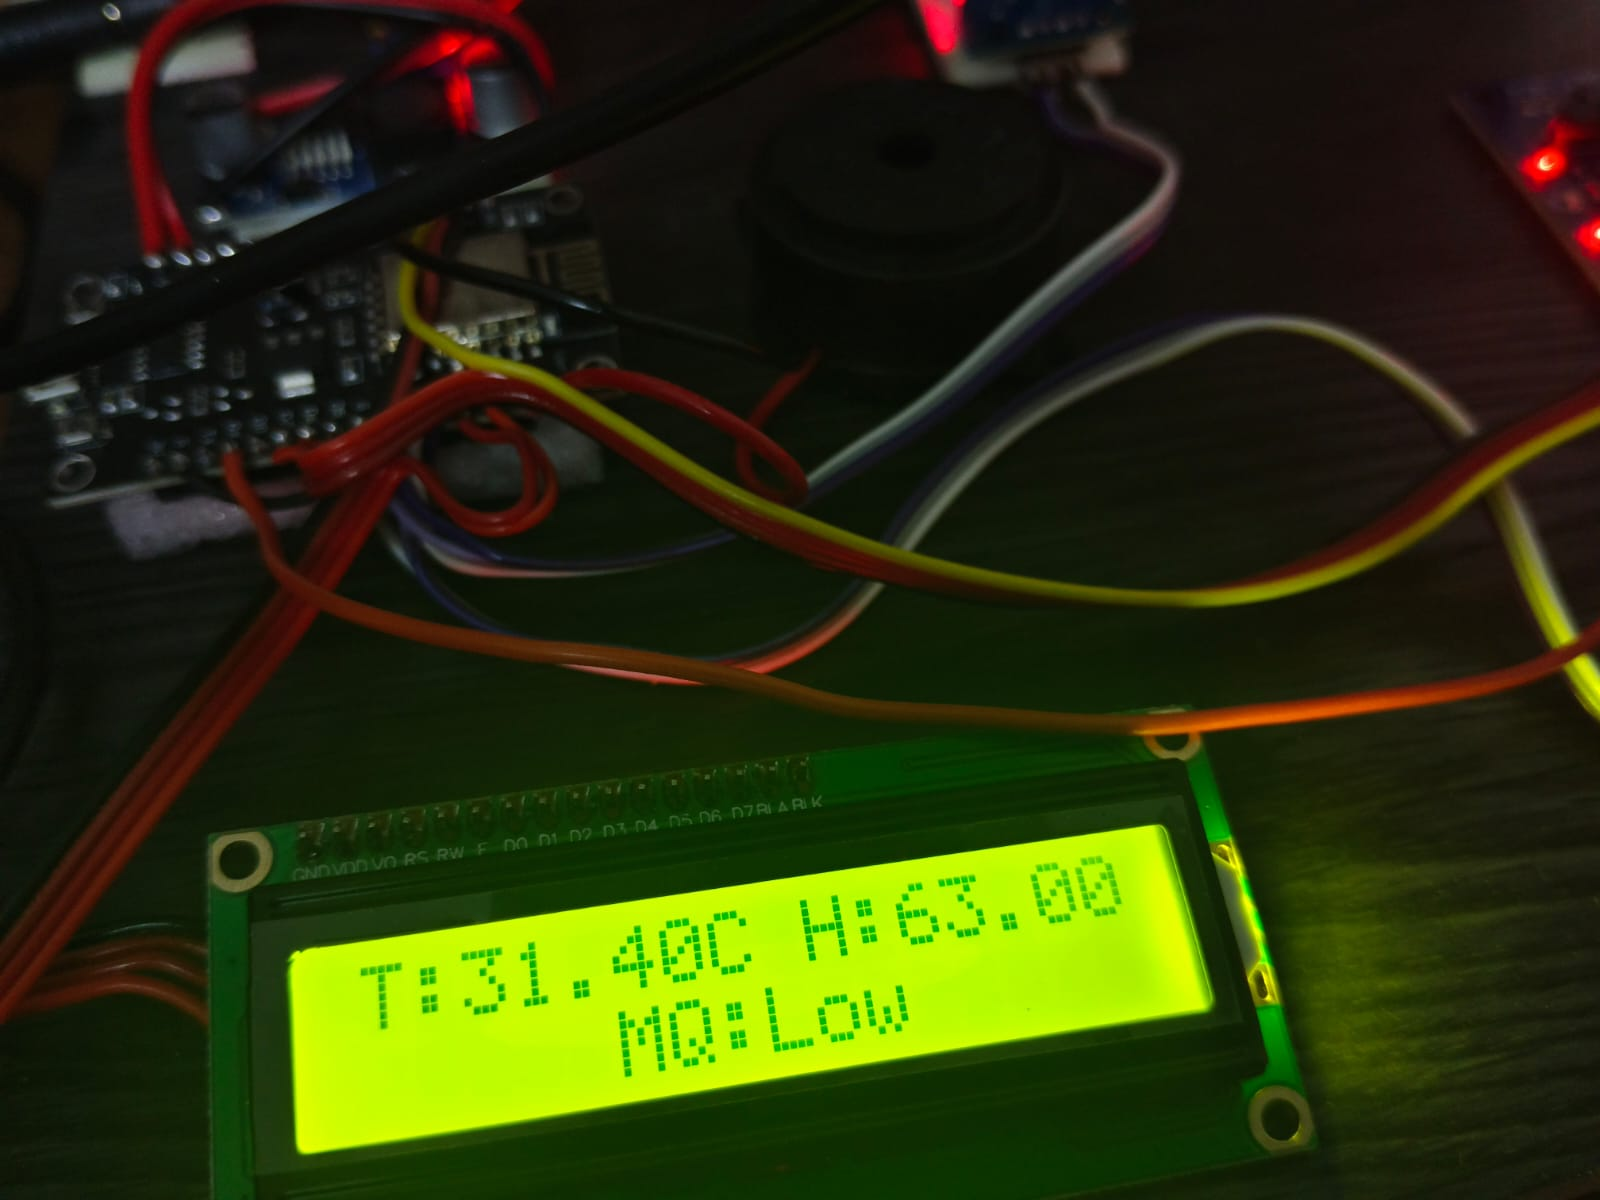 GND VDD VO RS RW E D0 D1 D2 D3 D4 D5 D6 D7 BLA BLK
T:31.40C H:63.00
MQ:Low